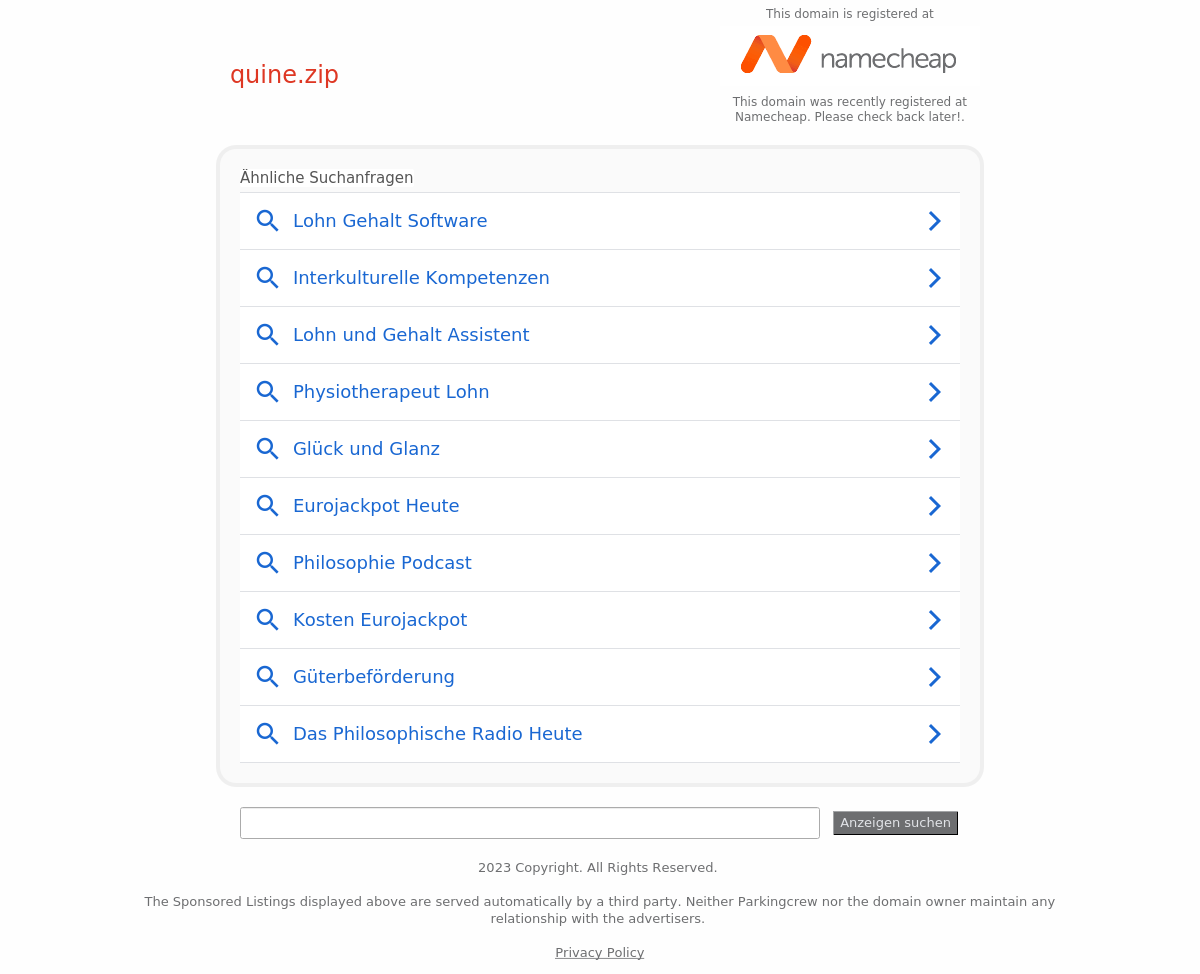 This domain is registered at
namecheap
quine.zip
This domain was recently registered at
Namecheap. Please check back later!.
Ähnliche Suchanfragen
Lohn Gehalt Software
Interkulturelle Kompetenzen
Lohn und Gehalt Assistent
Physiotherapeut Lohn
Glück und Glanz
Eurojackpot Heute
Philosophie Podcast
Kosten Eurojackpot
Güterbeförderung
Das Philosophische Radio Heute
Anzeigen suchen
2023 Copyright. All Rights Reserved.
The Sponsored Listings displayed above are served automatically by a third party. Neither Parkingcrew nor the domain owner maintain any
relationship with the advertisers.
Privacy Policy